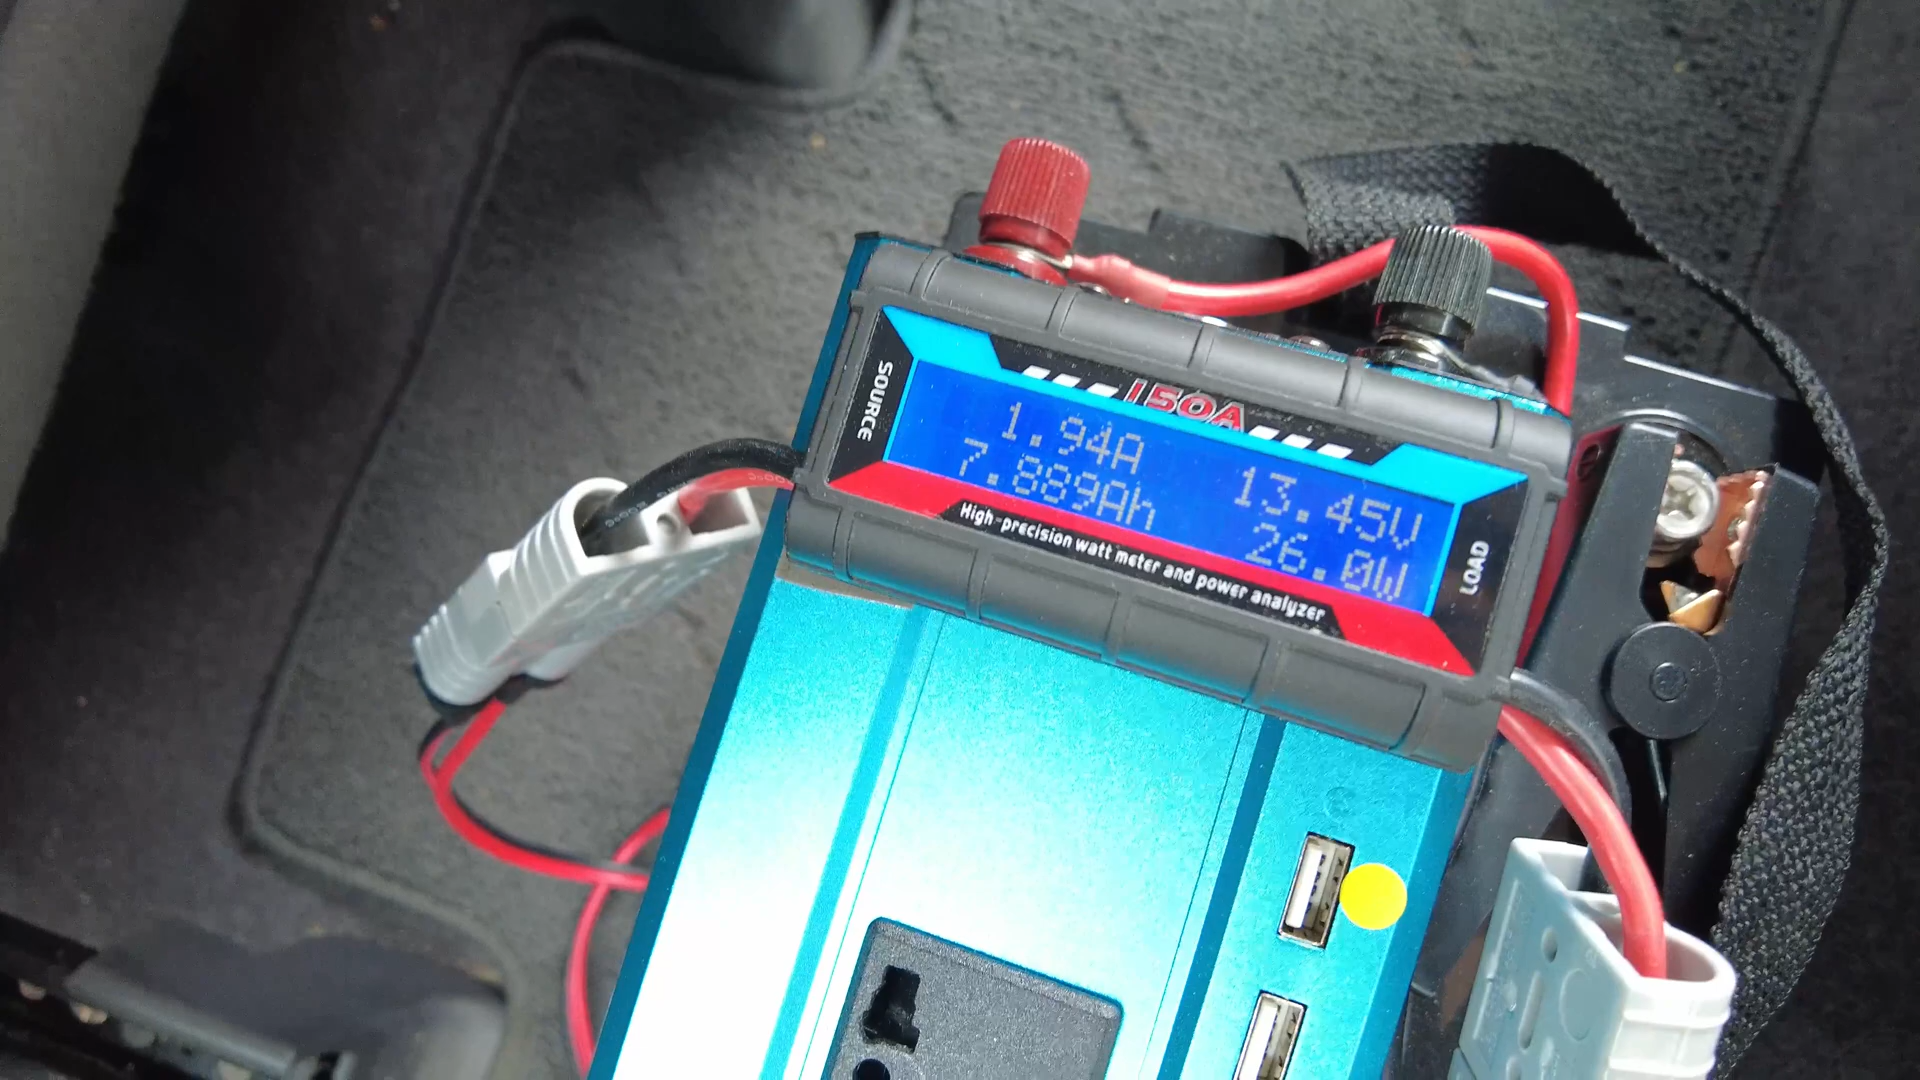 150A
SOURCE
1.94A 13.45V
7.889Ah 26.0W
LOAD
High-precision watt meter and power analyzer